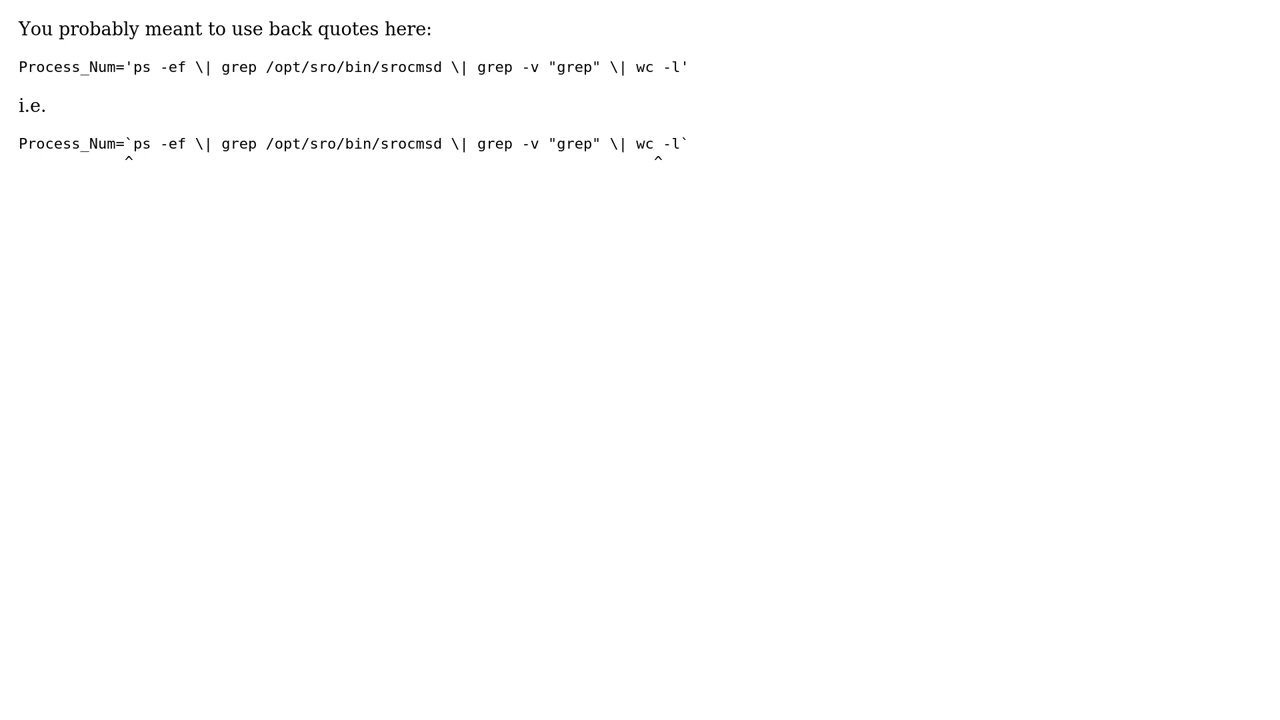 You probably meant to use back quotes here:
Process_Num='ps -ef \| grep /opt/sro/bin/srocmsd \| grep -v "grep" \| wc -l'
i.e.
Process_Num=`ps -ef \| grep /opt/sro/bin/srocmsd \| grep -v "grep" \| wc -l`
            ^                                                           ^